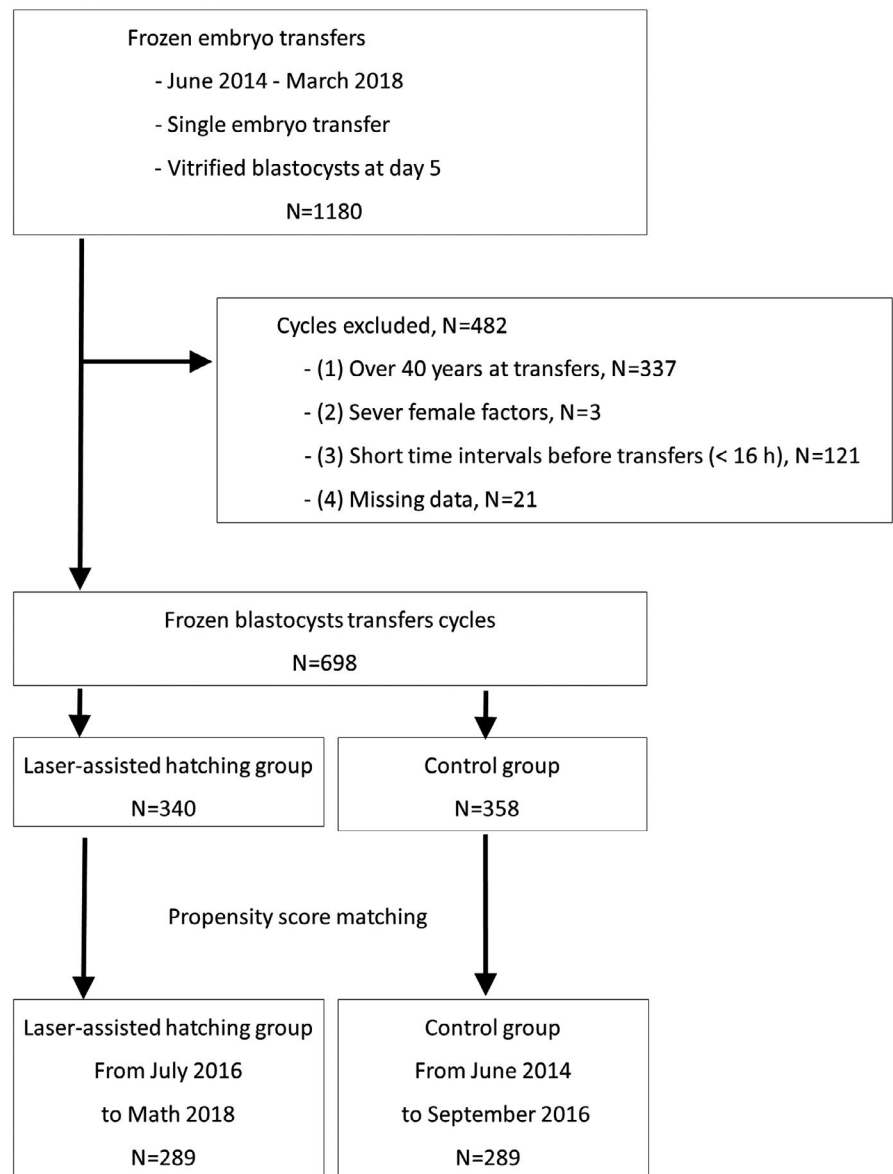 Frozen embryo transfers
- June 2014 - March 2018
- Single embryo transfer
- Vitrified blastocysts at day 5
N=1180
Cycles excluded, N=482
- (1) Over 40 years at transfers, N=337
- (2) Sever female factors, N=3
- (3) Short time intervals before transfers (< 16 h), N=121
- (4) Missing data, N=21
Frozen blastocysts transfers cycles
N=698
Laser-assisted hatching group
N=340
Control group
N=358
Propensity score matching
Laser-assisted hatching group
From July 2016
to Math 2018
N=289
Control group
From June 2014
to September 2016
N=289